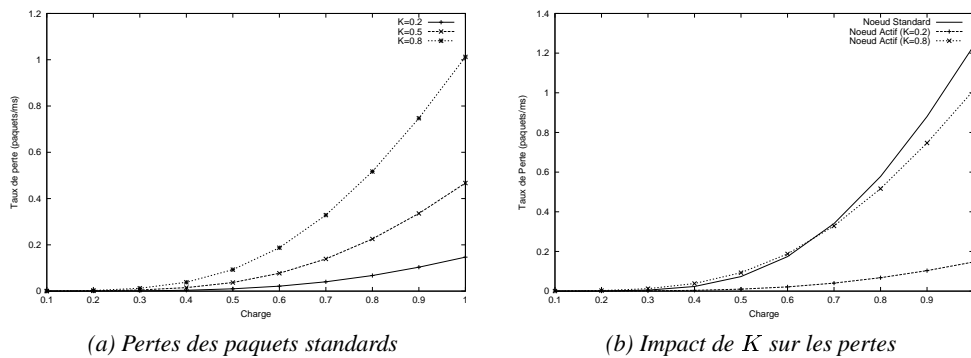 1.2
1
0.8
0.6
0.4
0.2
0
Taux de perte (paquets/ms)
K=0.2
K=0.5
K=0.8
0.1 0.2 0.3 0.4 0.5 0.6 0.7 0.8 0.9 1
Charge
(a) Pertes des paquets standards
1.4
1.2
1
0.8
0.6
0.4
0.2
0
Taux de Perte (paquets/ms)
Noeud Standard
Noeud Actif (K=0.2)
Noeud Actif (K=0.8)
0.1 0.2 0.3 0.4 0.5 0.6 0.7 0.8 0.9
Charge
(b) Impact de K sur les pertes